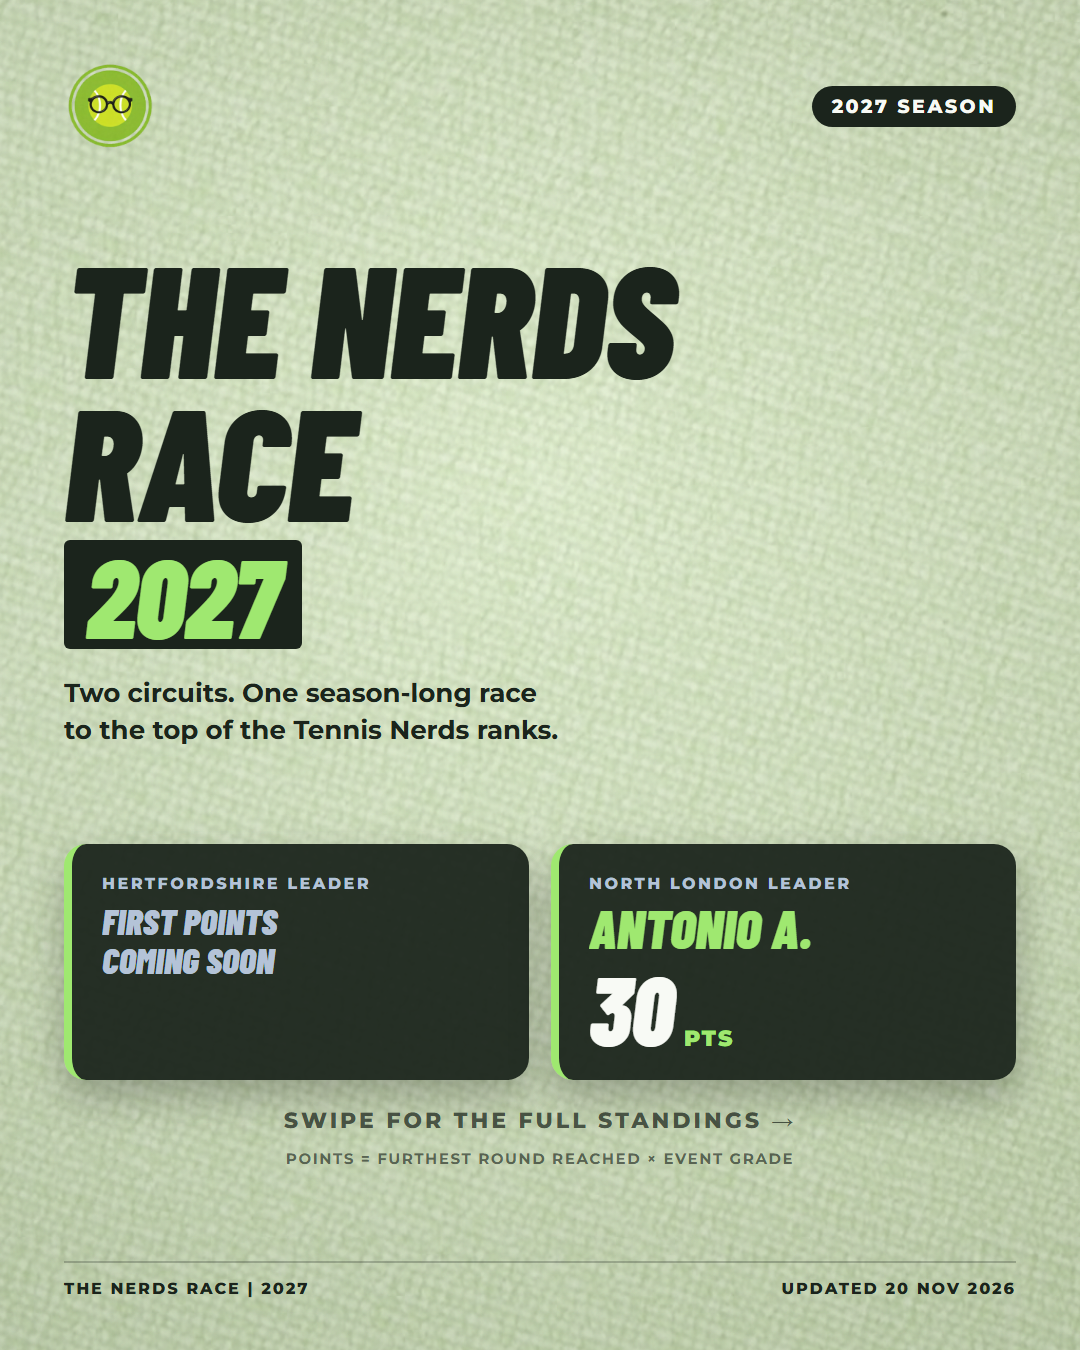 2027 SEASON
THE NERDS
RACE
2027
Two circuits. One season-long race
to the top of the Tennis Nerds ranks.
HERTFORDSHIRE LEADER
FIRST POINTS
COMING SOON
NORTH LONDON LEADER
ANTONIO A.
30 PTS
SWIPE FOR THE FULL STANDINGS →
POINTS = FURTHEST ROUND REACHED × EVENT GRADE
THE NERDS RACE | 2027
UPDATED 20 NOV 2026